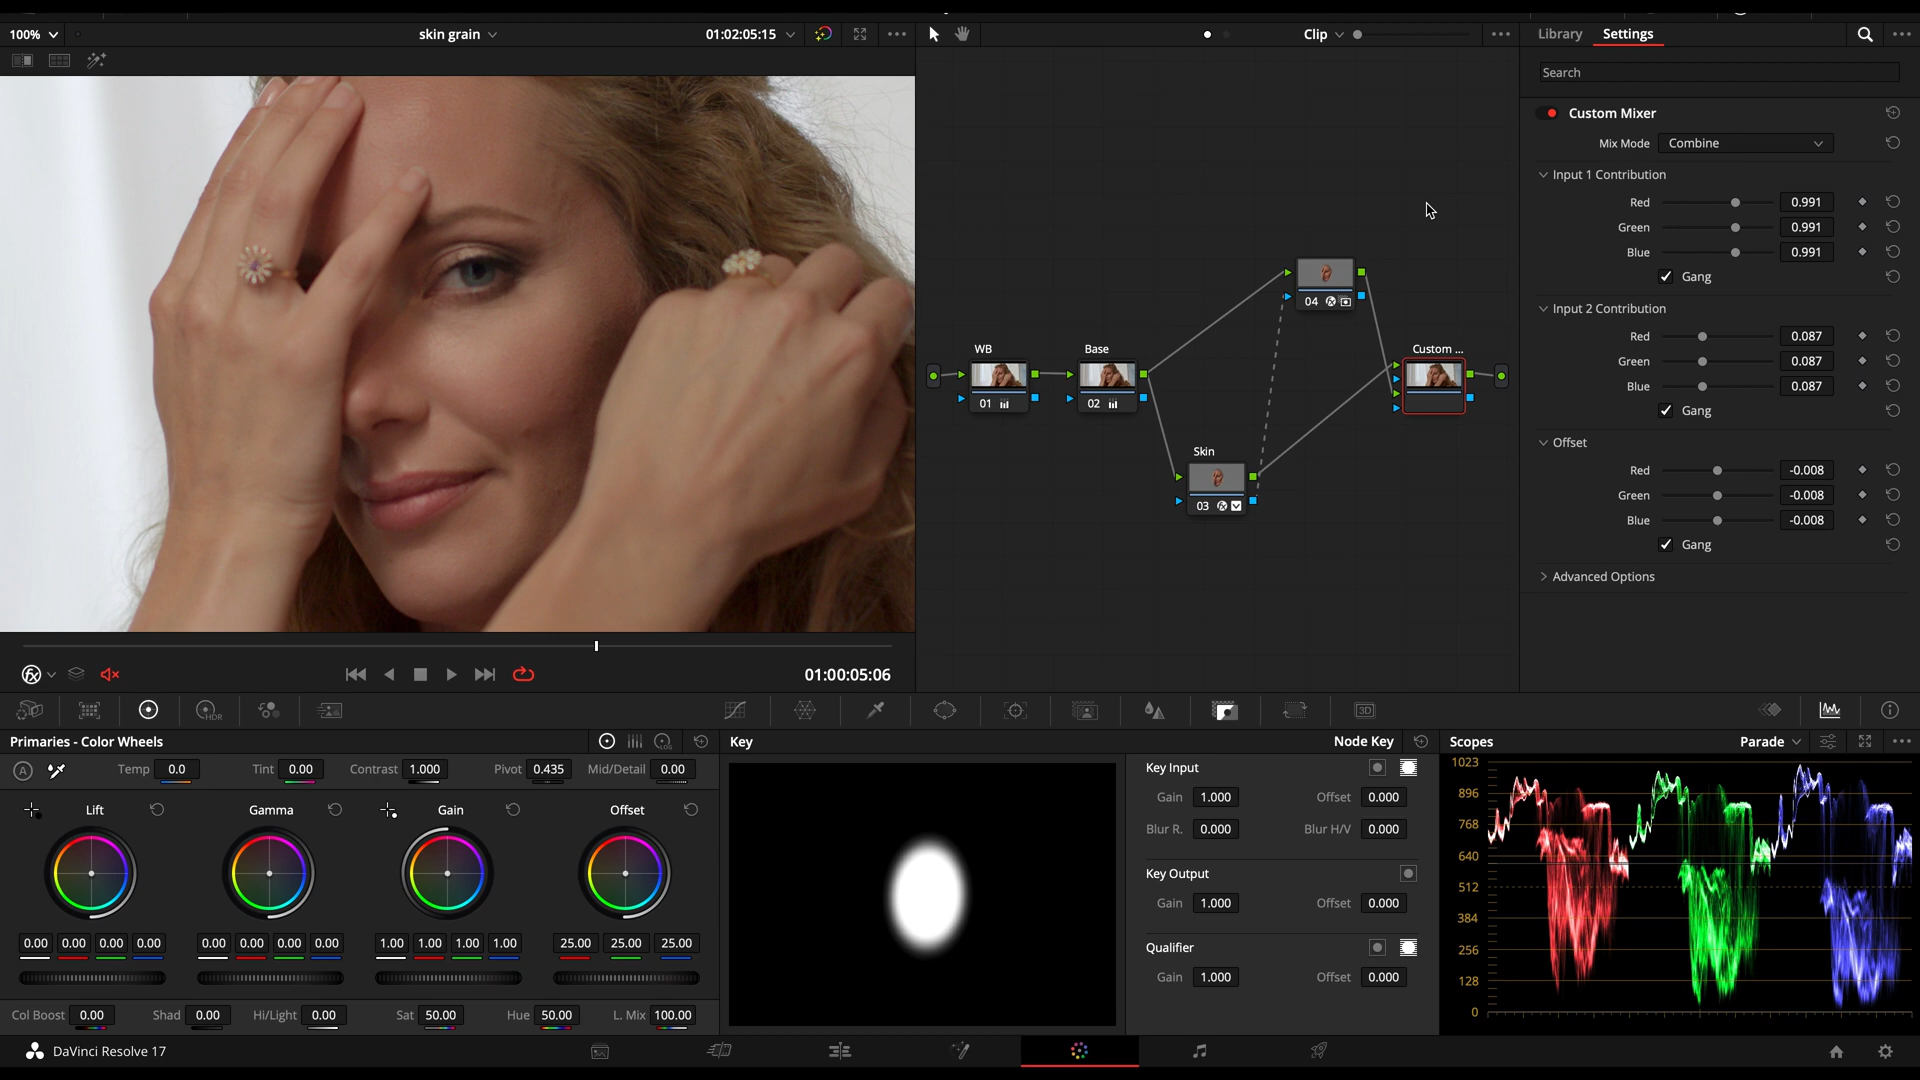 100%
skin grain
01:02:05:15
Clip
Library
Settings
Search
Custom Mixer
Mix Mode
Combine
Input 1 Contribution
Red 0.991
Green 0.991
Blue 0.991
Gang
Input 2 Contribution
Red 0.087
Green 0.087
Blue 0.087
Gang
Offset
Red -0.008
Green -0.008
Blue -0.008
Gang
Advanced Options
04
WB
Base
Custom ...
01
02
Skin
03
01:00:05:06
HDR
LOG
3D
Primaries - Color Wheels
A
Temp 0.0
Tint 0.00
Contrast 1.000
Pivot 0.435
Mid/Detail 0.00
Lift
Gamma
Gain
Offset
0.00 0.00 0.00 0.00
0.00 0.00 0.00 0.00
1.00 1.00 1.00 1.00
25.00 25.00 25.00
Col Boost 0.00
Shad 0.00
Hi/Light 0.00
Sat 50.00
Hue 50.00
L. Mix 100.00
Key
Node Key
Key Input
Gain 1.000
Offset 0.000
Blur R. 0.000
Blur H/V 0.000
Key Output
Gain 1.000
Offset 0.000
Qualifier
Gain 1.000
Offset 0.000
Scopes
Parade
1023
896
768
640
512
384
256
128
0
DaVinci Resolve 17